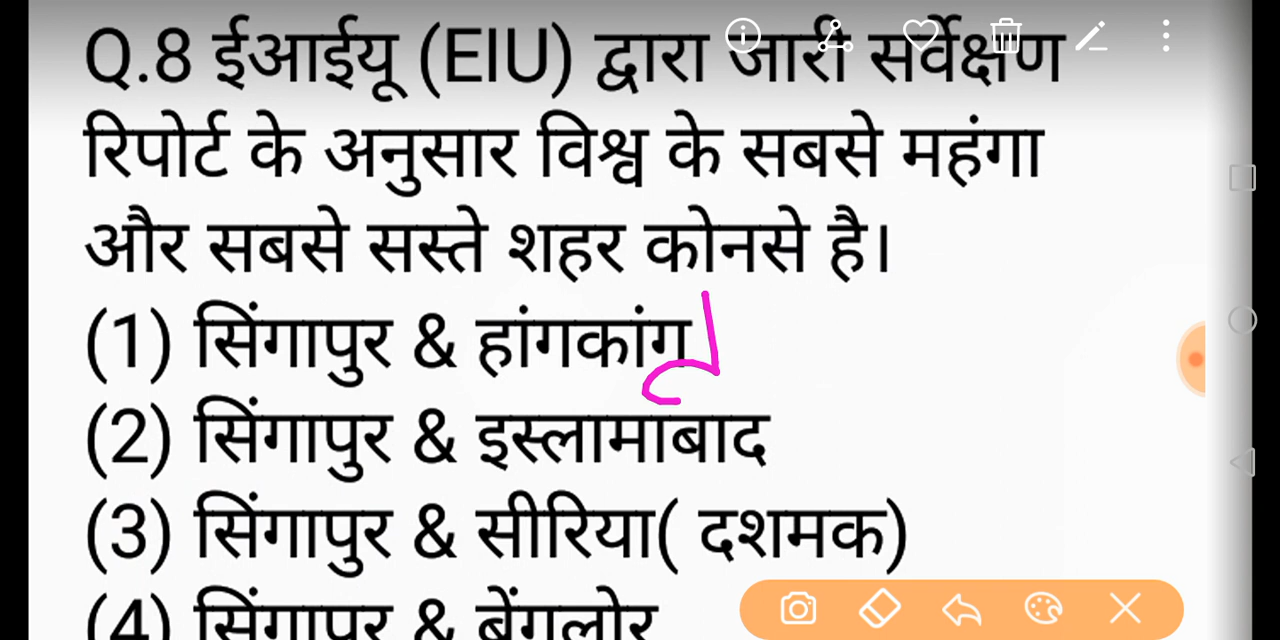 Q.8 ईआईयू (EIU) द्वारा जारी सर्वेक्षण
रिपोर्ट के अनुसार विश्व के सबसे महंगा
और सबसे सस्ते शहर कोनसे है।
(1) सिंगापुर & हांगकांग
(2) सिंगापुर & इस्लामाबाद
(3) सिंगापुर & सीरिया( दशमक)
(4) सिंगापुर & बेंगलोर